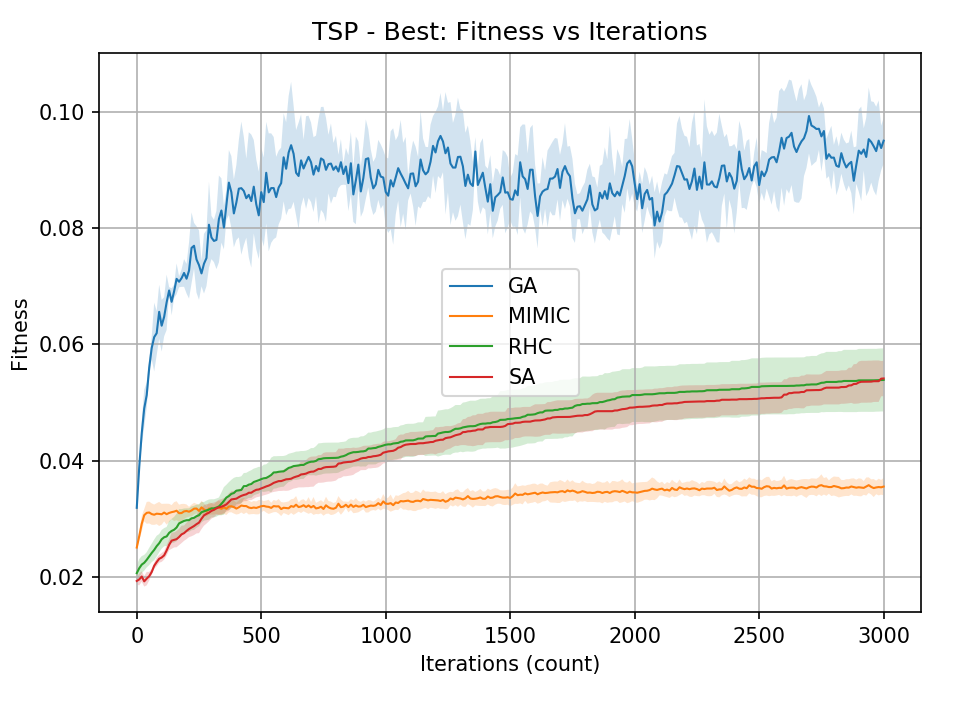 TSP - Best: Fitness vs Iterations
Fitness
0.10
0.08
0.06
0.04
0.02
GA
MIMIC
RHC
SA
0 500 1000 1500 2000 2500 3000
Iterations (count)